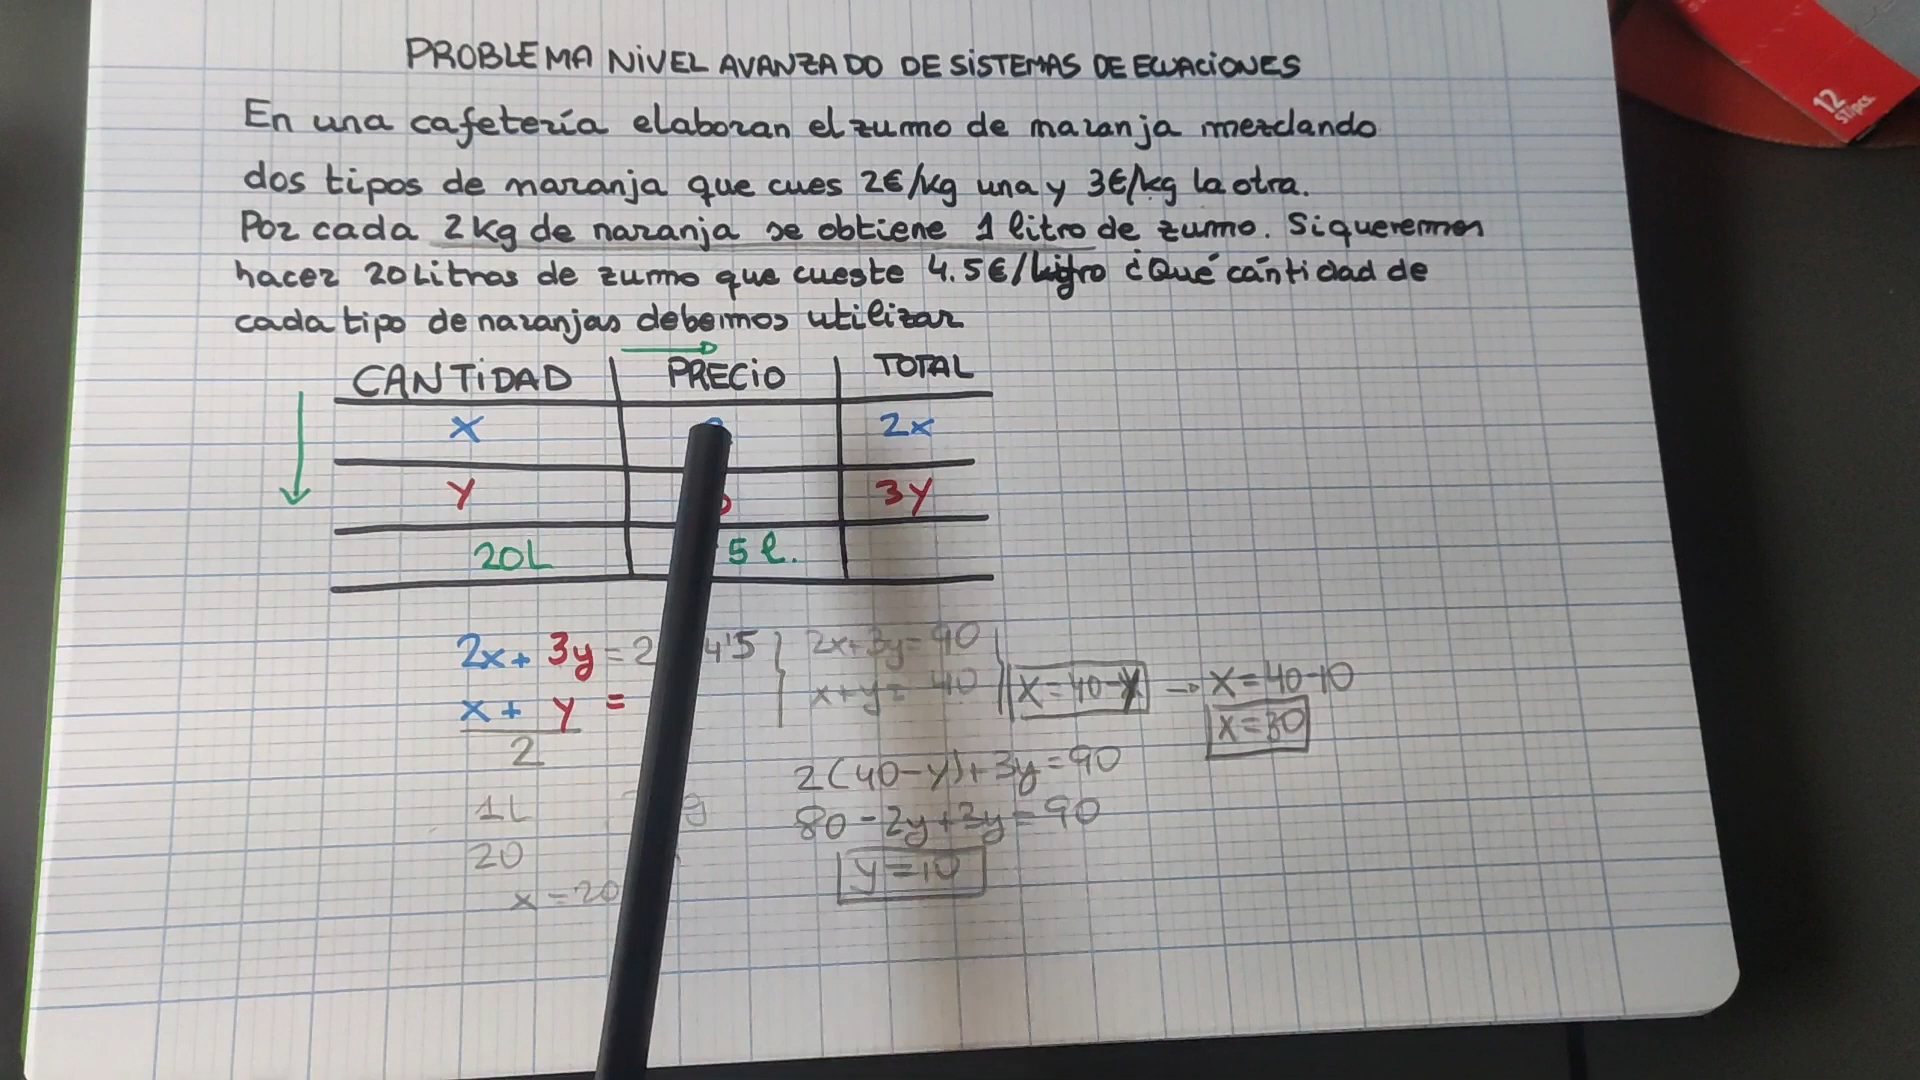 PROBLEMA NIVEL AVANZADO DE SISTEMAS DE ECUACIONES
En una cafetería elaboran el zumo de naranja mezclando
dos tipos de naranja que cues 2€/kg una y 3€/kg la otra.
Por cada 2kg de naranja se obtiene 1 litro de zumo. Si queremos
hacer 20 Litros de zumo que cueste 4.5€/ ¿Qué cantidad de
cada tipo de naranjas debemos utilizar
CANTIDAD PRECIO TOTAL
x 2x
y 3y
20L 5 l.
2x+ 3y=2 4'5 2x+3y=90
x+ y = x+y=40 x=40-y → x=40-10
2 x=30
2(40-y)+3y=90
1L g 80-2y+3y=90
20 y=10
x=20
12
St/pcs.